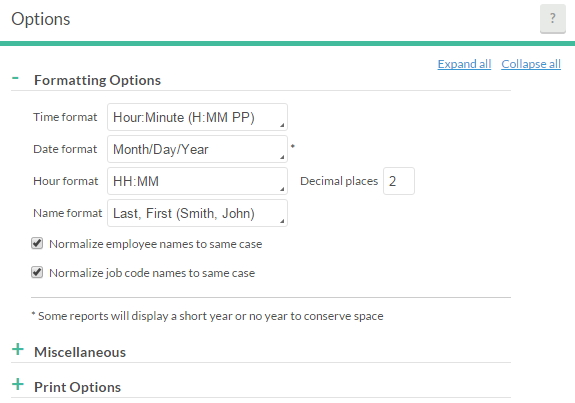 Options ?
Expand all Collapse all
- Formatting Options
Time format Hour:Minute (H:MM PP)
Date format Month/Day/Year *
Hour format HH:MM Decimal places 2
Name format Last, First (Smith, John)
Normalize employee names to same case
Normalize job code names to same case
* Some reports will display a short year or no year to conserve space
+ Miscellaneous
+ Print Options